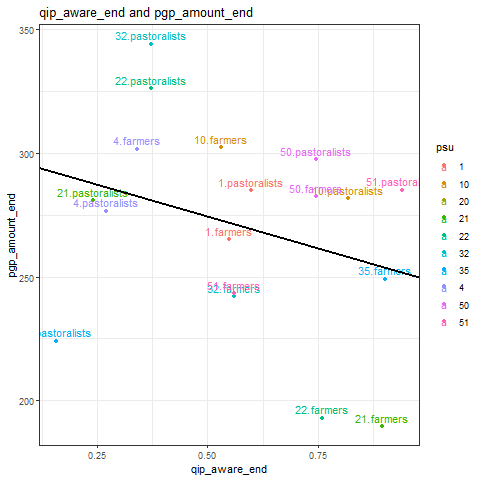 qip_aware_end and pgp_amount_end
32.pastoralists
22.pastoralists
4.farmers
10.farmers
50.pastoralists
1.pastoralists
51.pastora
50.farmers
10.pastoralists
21.pastoralists
4.pastoralists
1.farmers
35.farmers
51.farmers
32.farmers
pastoralists
22.farmers
21.farmers
350
300
250
200
pgp_amount_end
0.25
0.50
0.75
qip_aware_end
psu
1
10
20
21
22
32
35
4
50
51